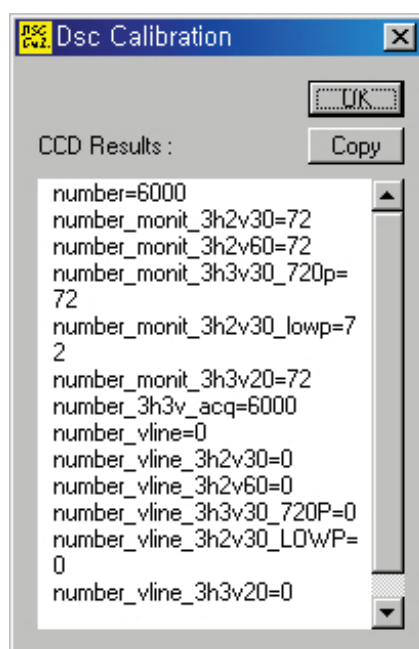 Dsc Calibration
OK
CCD Results :
Copy
number=6000
number_monit_3h2v30=72
number_monit_3h2v60=72
number_monit_3h3v30_720p=
72
number_monit_3h2v30_lowp=7
2
number_monit_3h3v20=72
number_3h3v_acq=6000
number_vline=0
number_vline_3h2v30=0
number_vline_3h2v60=0
number_vline_3h3v30_720P=0
number_vline_3h2v30_LOWP=
0
number_vline_3h3v20=0